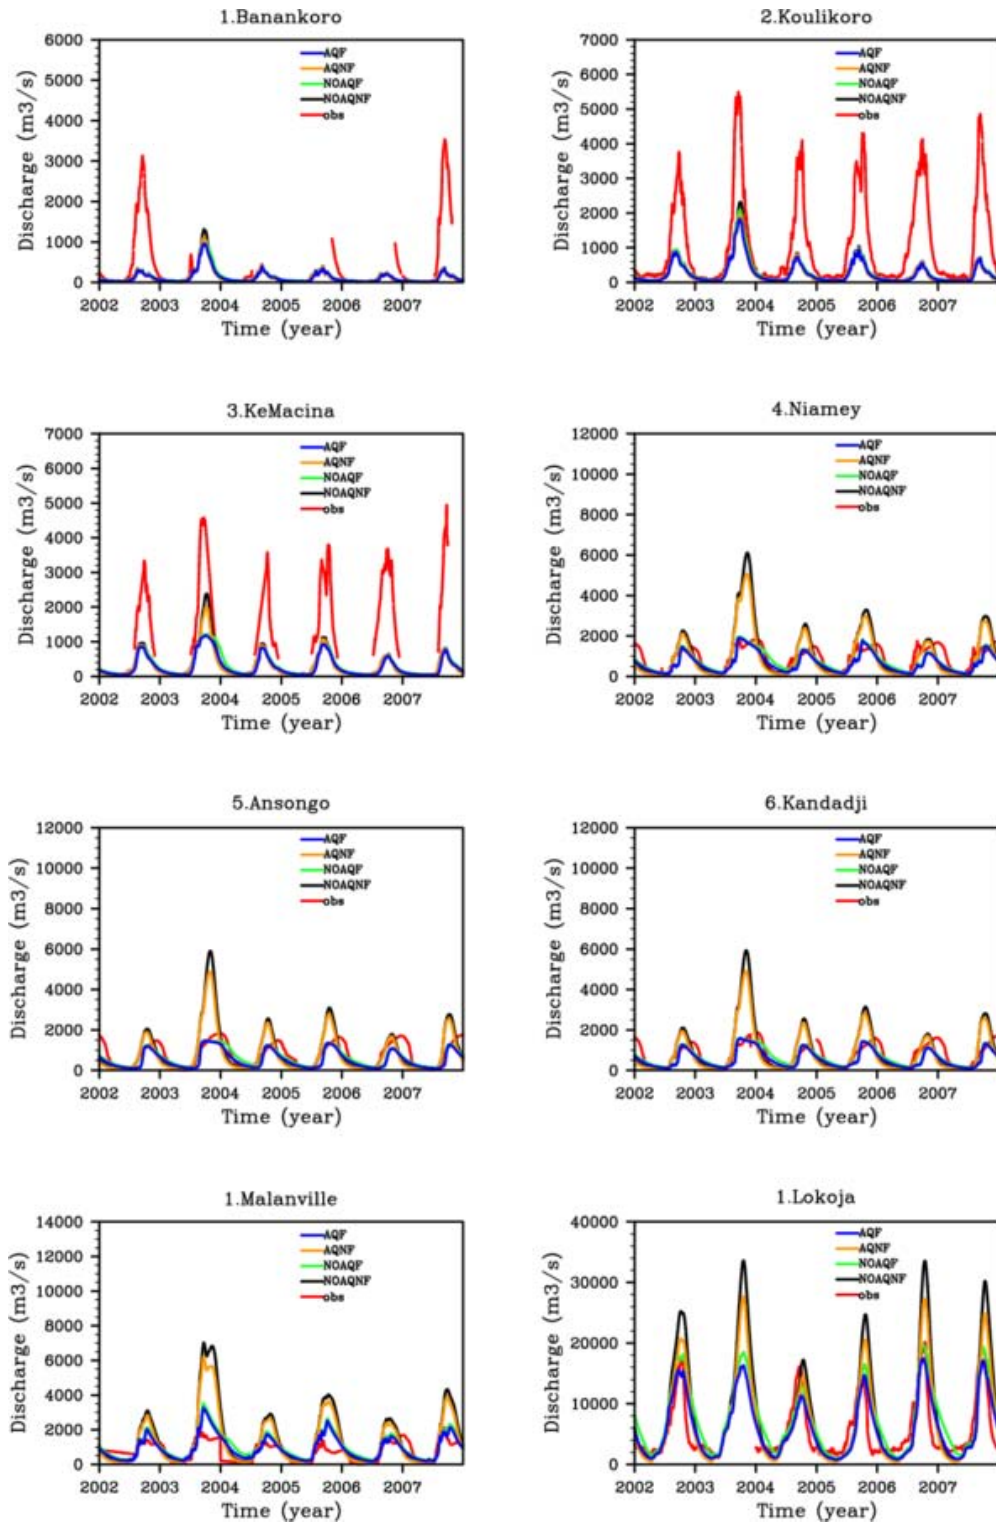 1.Banankoro
6000
5000
4000
3000
2000
1000
0
Discharge (m3/s)
AQF
AQNF
NOAQF
NOAQNF
obs
2002 2003 2004 2005 2006 2007
Time (year)
2.Koulikoro
7000
6000
5000
4000
3000
2000
1000
0
Discharge (m3/s)
AQF
AQNF
NOAQF
NOAQNF
obs
2002 2003 2004 2005 2006 2007
Time (year)
3.KeMacina
7000
6000
5000
4000
3000
2000
1000
0
Discharge (m3/s)
AQF
AQNF
NOAQF
NOAQNF
obs
2002 2003 2004 2005 2006 2007
Time (year)
4.Niamey
12000
10000
8000
6000
4000
2000
0
Discharge (m3/s)
AQF
AQNF
NOAQF
NOAQNF
obs
2002 2003 2004 2005 2006 2007
Time (year)
5.Ansongo
12000
10000
8000
6000
4000
2000
0
Discharge (m3/s)
AQF
AQNF
NOAQF
NOAQNF
obs
2002 2003 2004 2005 2006 2007
Time (year)
6.Kandadji
12000
10000
8000
6000
4000
2000
0
Discharge (m3/s)
AQF
AQNF
NOAQF
NOAQNF
obs
2002 2003 2004 2005 2006 2007
Time (year)
1.Malanville
14000
12000
10000
8000
6000
4000
2000
0
Discharge (m3/s)
AQF
AQNF
NOAQF
NOAQNF
obs
2002 2003 2004 2005 2006 2007
Time (year)
1.Lokoja
40000
30000
20000
10000
0
Discharge (m3/s)
AQF
AQNF
NOAQF
NOAQNF
obs
2002 2003 2004 2005 2006 2007
Time (year)